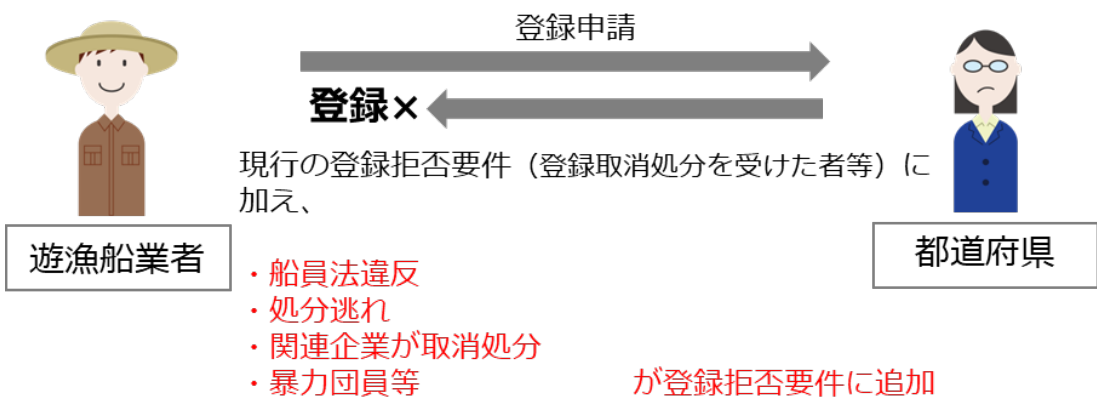 登録申請
登録×
現行の登録拒否要件（登録取消処分を受けた者等）に
加え、
遊漁船業者
都道府県
・船員法違反
・処分逃れ
・関連企業が取消処分
・暴力団員等 が登録拒否要件に追加